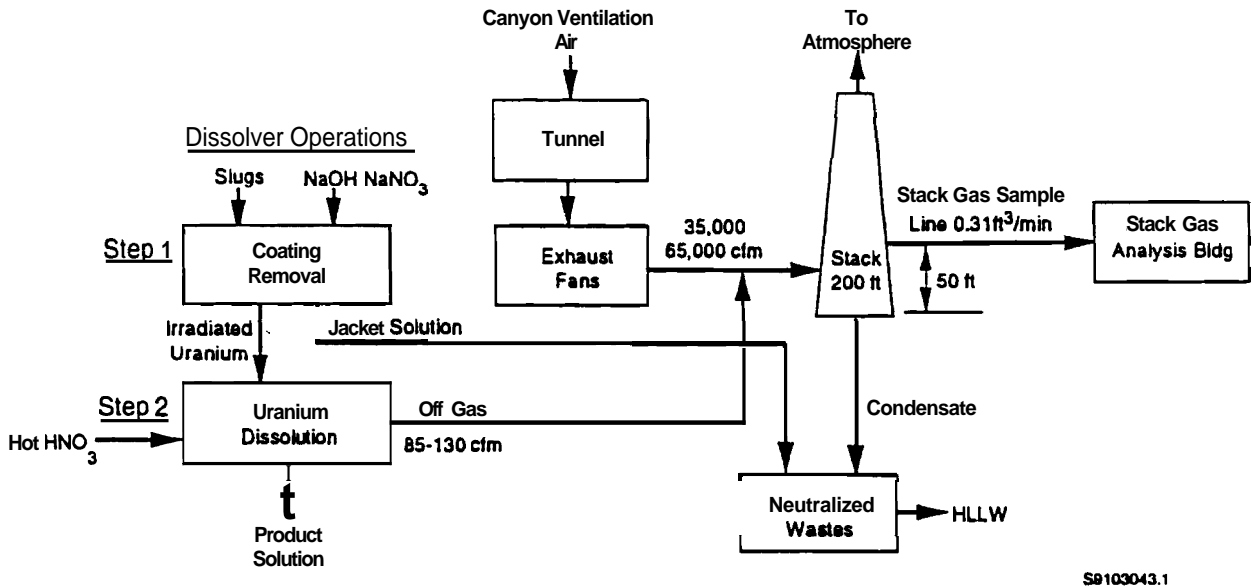 Canyon Ventilation
Air
To
Atmosphere
Tunnel
Dissolver Operations
Slugs
NaOH NaNO3
Step 1
Coating
Removal
Exhaust
Fans
35,000
65,000 cfm
Stack
200 ft
Stack Gas Sample
Line 0.31ft³/min
50 ft
Stack Gas
Analysis Bldg
Irradiated
Uranium
Jacket Solution
Step 2
Hot HNO3
Uranium
Dissolution
Off Gas
85-130 cfm
Condensate
t
Product
Solution
Neutralized
Wastes
HLLW
S9103043.1